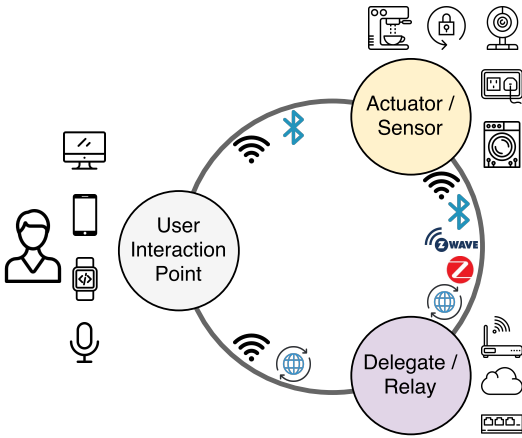 Actuator /
Sensor
User
Interaction
Point
Z WAVE
Delegate /
Relay